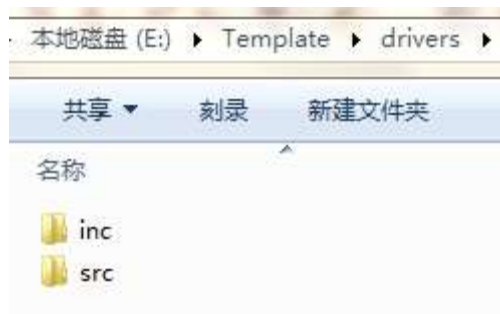 本地磁盘 (E:) ▸ Template ▸ drivers ▸
共享 ▾ 刻录 新建文件夹
名称
inc
src